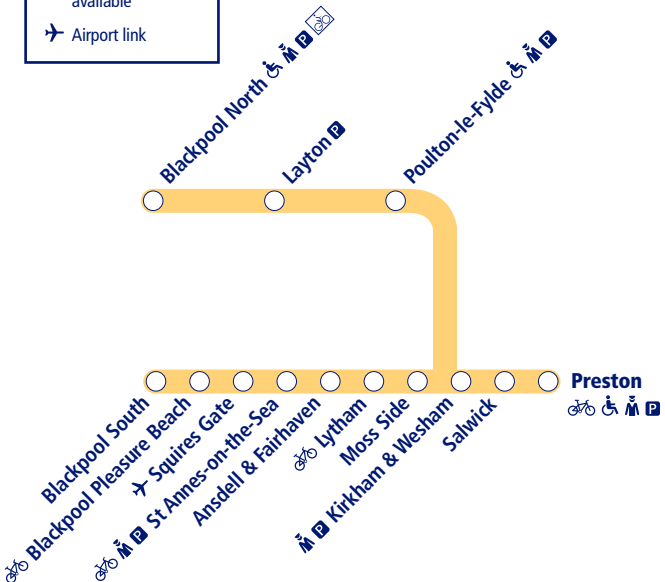 available
Airport link
Blackpool North P
Layton P
Poulton-le-Fylde P
Preston
P
Blackpool South
Blackpool Pleasure Beach
Squires Gate
P St Annes-on-the-Sea
Ansdell & Fairhaven
Lytham
Moss Side
P Kirkham & Wesham
Salwick